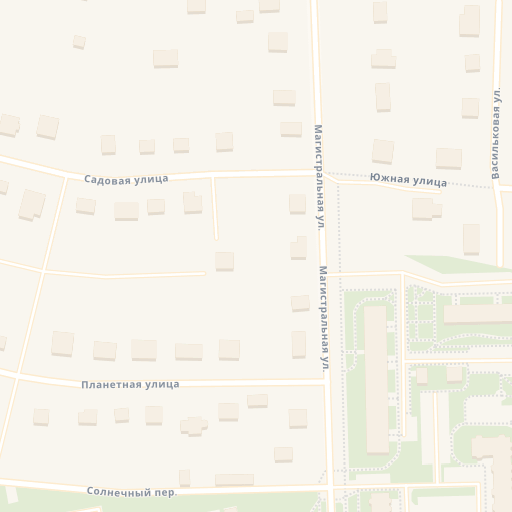 Васильковая ул.
Магистральная ул.
Садовая улица
Южная улица
Магистральная ул.
Планетная улица
Солнечный пер.